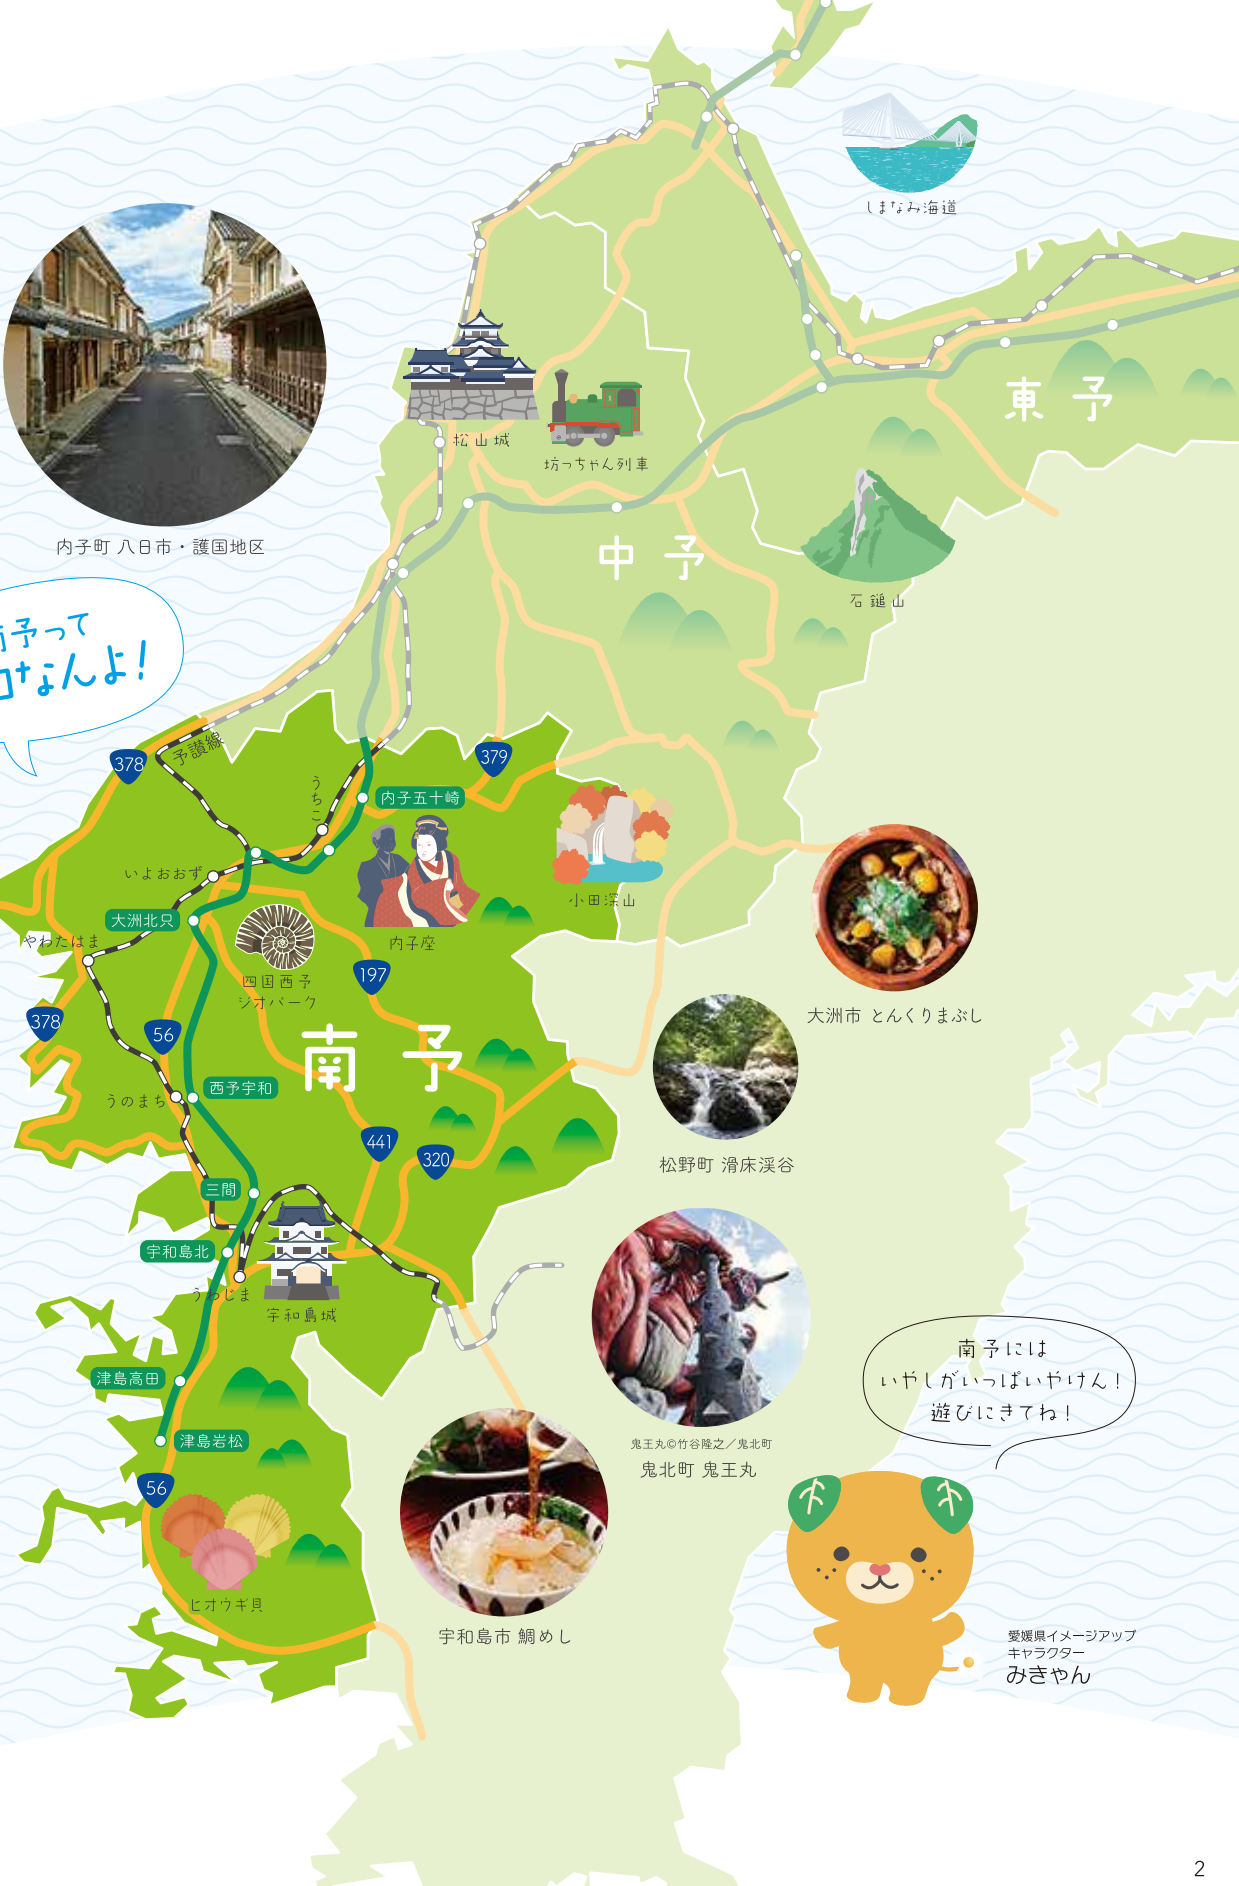 しまなみ海道
東予
松山城
坊っちゃん列車
内子町 八日市・護国地区
中予
石鎚山
予って
なんよ!
378
予讃線
379
うちこ
内子五十崎
いよおおず
小田深山
大洲北只
やわたはま
内子座
四国西予
ジオパーク
197
378
56
大洲市 とんくりまぶし
南予
西予宇和
うのまち
441
320
松野町 滑床渓谷
三間
宇和島北
うわじま
宇和島城
南予には
いやしがいっぱいやけん!
遊びにきてね!
津島高田
津島岩松
鬼王丸©竹谷隆之/鬼北町
鬼北町 鬼王丸
56
ヒオウギ貝
宇和島市 鯛めし
愛媛県イメージアップ
キャラクター
みきゃん
2